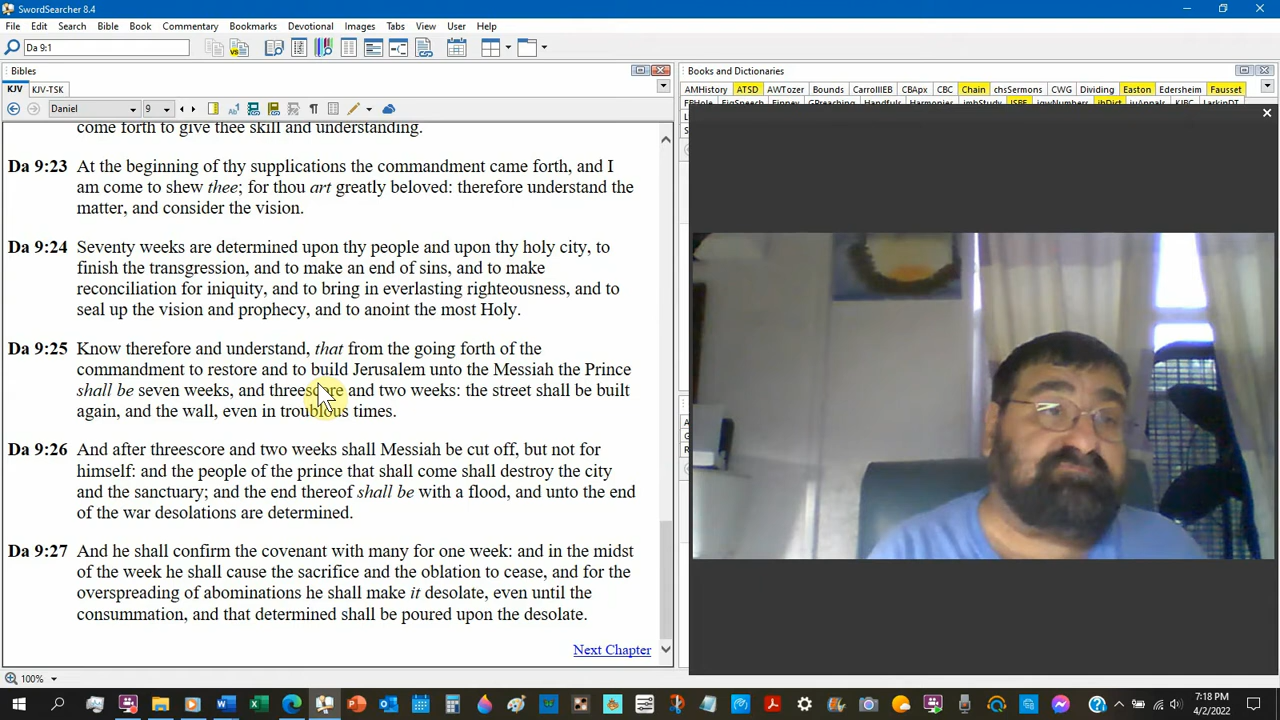 SwordSearcher 8.4
File Edit Search Bible Book Commentary Bookmarks Devotional Images Tabs View User Help
Da 9:1
Bibles
KJV KJV-TSK
Daniel 9
come forth to give thee skill and understanding.
Da 9:23 At the beginning of thy supplications the commandment came forth, and I
am come to shew thee; for thou art greatly beloved: therefore understand the
matter, and consider the vision.
Da 9:24 Seventy weeks are determined upon thy people and upon thy holy city, to
finish the transgression, and to make an end of sins, and to make
reconciliation for iniquity, and to bring in everlasting righteousness, and to
seal up the vision and prophecy, and to anoint the most Holy.
Da 9:25 Know therefore and understand, that from the going forth of the
commandment to restore and to build Jerusalem unto the Messiah the Prince
shall be seven weeks, and threescore and two weeks: the street shall be built
again, and the wall, even in troublous times.
Da 9:26 And after threescore and two weeks shall Messiah be cut off, but not for
himself: and the people of the prince that shall come shall destroy the city
and the sanctuary; and the end thereof shall be with a flood, and unto the end
of the war desolations are determined.
Da 9:27 And he shall confirm the covenant with many for one week: and in the midst
of the week he shall cause the sacrifice and the oblation to cease, and for the
overspreading of abominations he shall make it desolate, even until the
consummation, and that determined shall be poured upon the desolate.
Next Chapter
100%
Books and Dictionaries
AMHistory ATSD AWTozer Bounds CarrollIEB CBApx CBC Chain chsSermons CWG Dividing Easton Edersheim Fausset
7:18 PM
4/2/2022